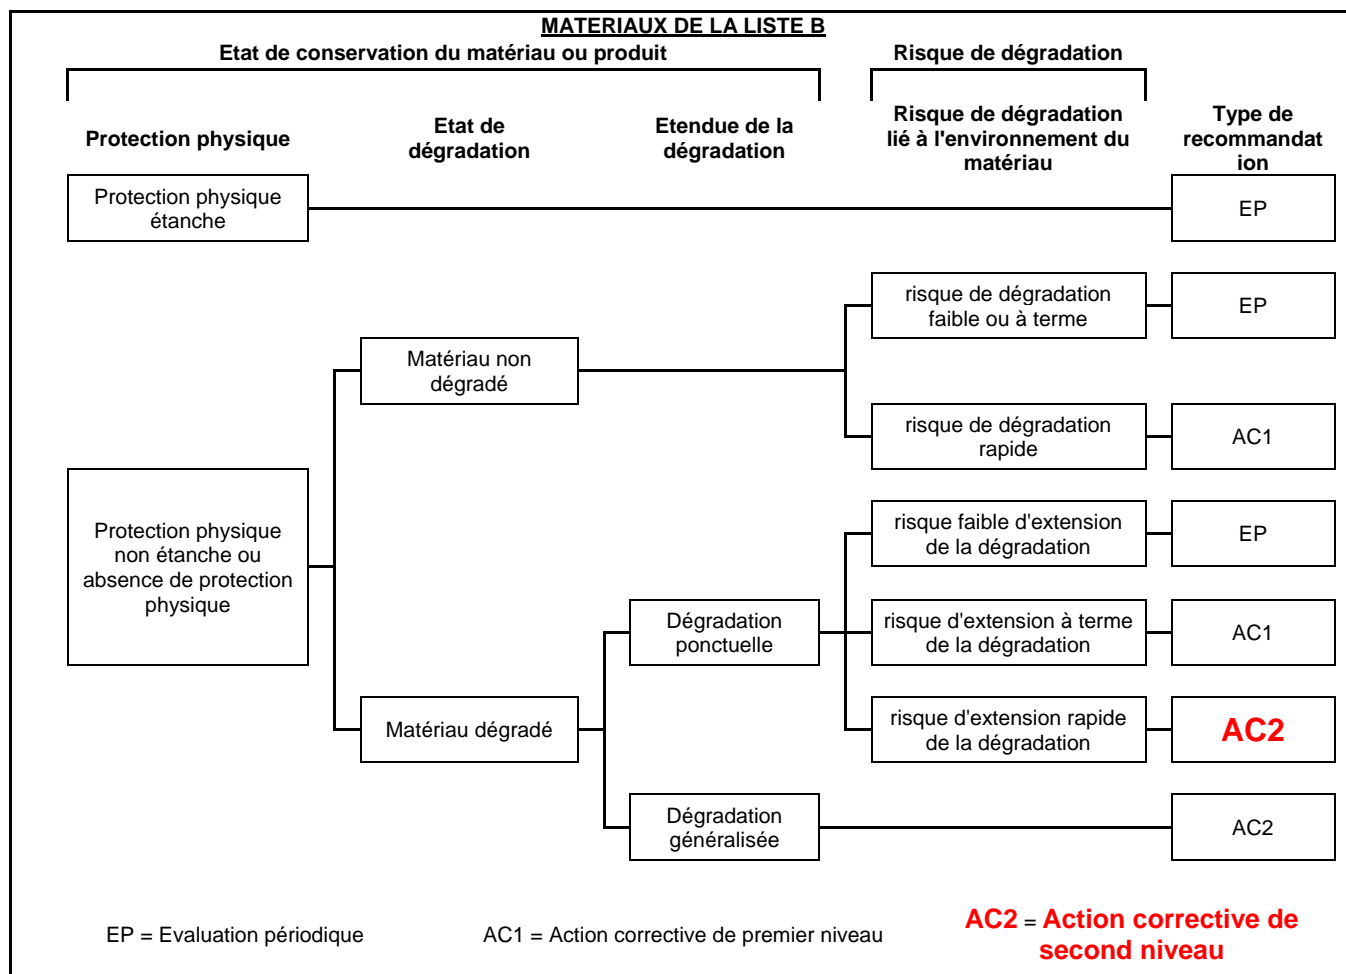 MATERIAUX DE LA LISTE B
Etat de conservation du matériau ou produit
Risque de dégradation
Protection physique
Etat de
dégradation
Etendue de la
dégradation
Risque de dégradation
lié à l'environnement du
matériau
Type de
recommandat
ion
Protection physique
étanche
EP
risque de dégradation
faible ou à terme
EP
Matériau non
dégradé
risque de dégradation
rapide
AC1
Protection physique
non étanche ou
absence de protection
physique
risque faible d'extension
de la dégradation
EP
Dégradation
ponctuelle
risque d'extension à terme
de la dégradation
AC1
Matériau dégradé
risque d'extension rapide
de la dégradation
AC2
Dégradation
généralisée
AC2
EP = Evaluation périodique
AC1 = Action corrective de premier niveau
AC2 = Action corrective de
second niveau